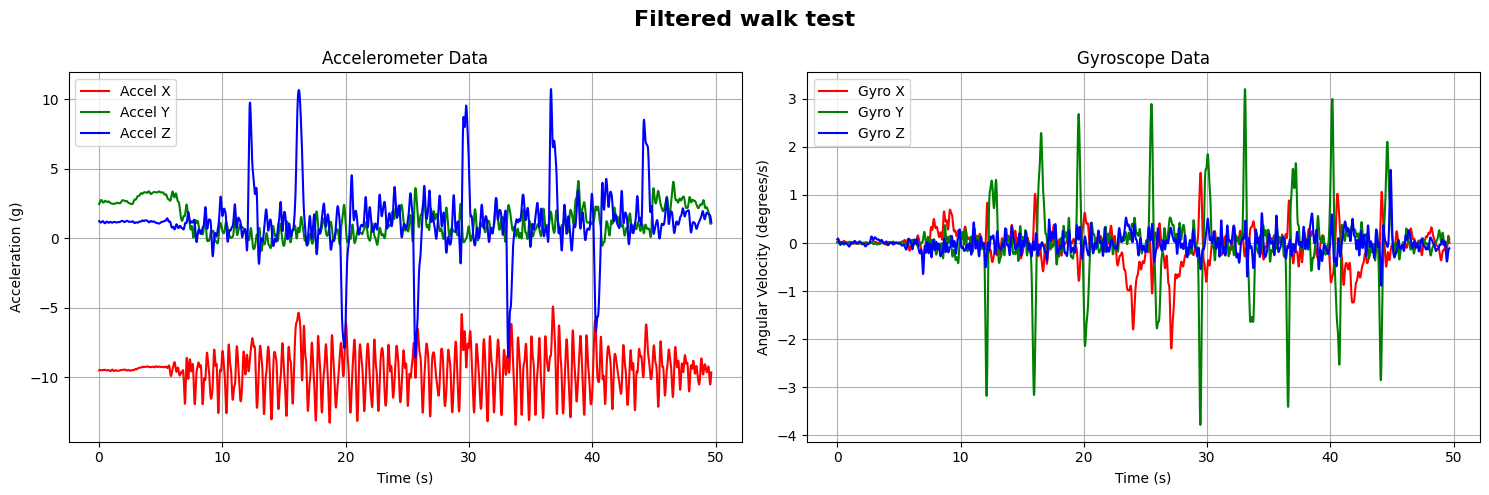 Filtered walk test
Accelerometer Data
Accel X
Accel Y
Accel Z
10
5
0
−5
−10
Acceleration (g)
0 10 20 30 40 50
Time (s)
Gyroscope Data
Gyro X
Gyro Y
Gyro Z
3
2
1
0
−1
−2
−3
−4
Angular Velocity (degrees/s)
0 10 20 30 40 50
Time (s)